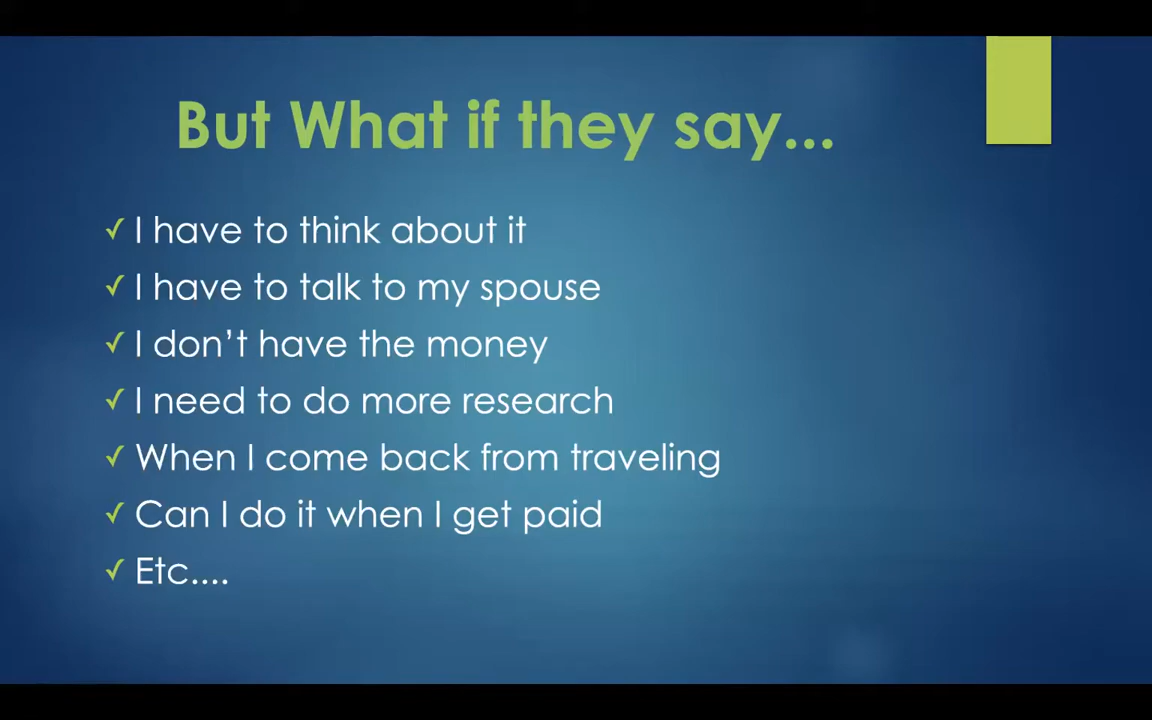 But What if they say...
✓ I have to think about it
✓ I have to talk to my spouse
✓ I don’t have the money
✓ I need to do more research
✓ When I come back from traveling
✓ Can I do it when I get paid
✓ Etc....